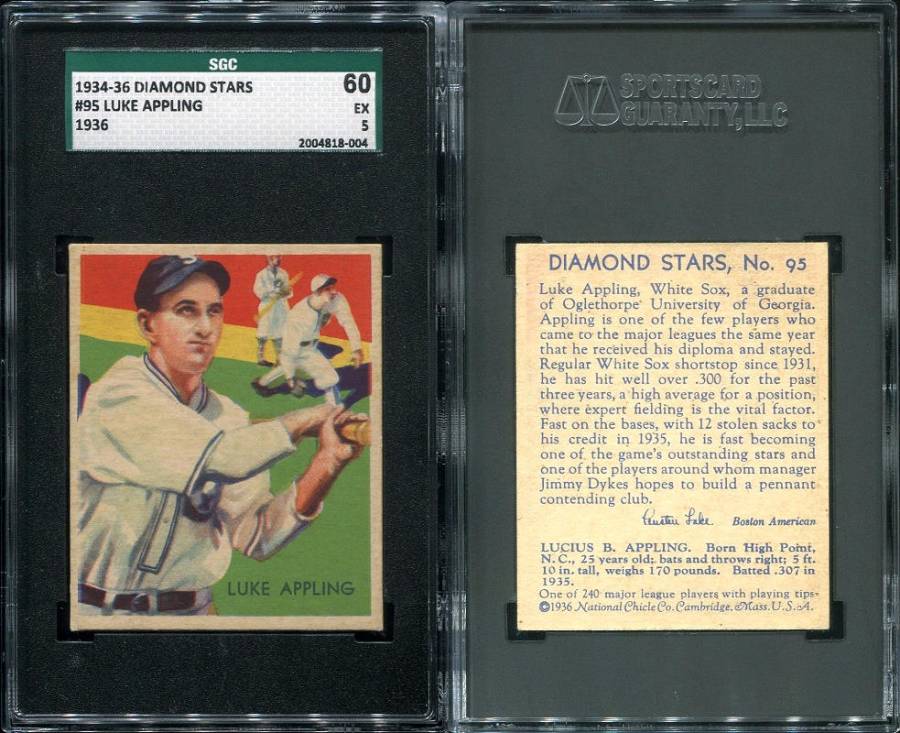 SGC
1934-36 DIAMOND STARS
#95 LUKE APPLING
1936
60
EX
5
2004818-004
LUKE APPLING
SPORTSCARD
GUARANTY, LLC
DIAMOND STARS, No. 95
Luke Appling, White Sox, a graduate
of Oglethorpe University of Georgia.
Appling is one of the few players who
came to the major leagues the same year
that he received his diploma and stayed.
Regular White Sox shortstop since 1931,
he has hit well over .300 for the past
three years, a high average for a position,
where expert fielding is the vital factor.
Fast on the bases, with 12 stolen sacks to
his credit in 1935, he is fast becoming
one of the game's outstanding stars and
one of the players around whom manager
Jimmy Dykes hopes to build a pennant
contending club.
Austen Lake Boston American
LUCIUS B. APPLING. Born High Point,
N. C., 25 years old; bats and throws right; 5 ft.
10 in. tall, weighs 170 pounds. Batted .307 in
1935.
One of 240 major league players with playing tips
©1936 National Chicle Co. Cambridge, Mass. U. S. A.